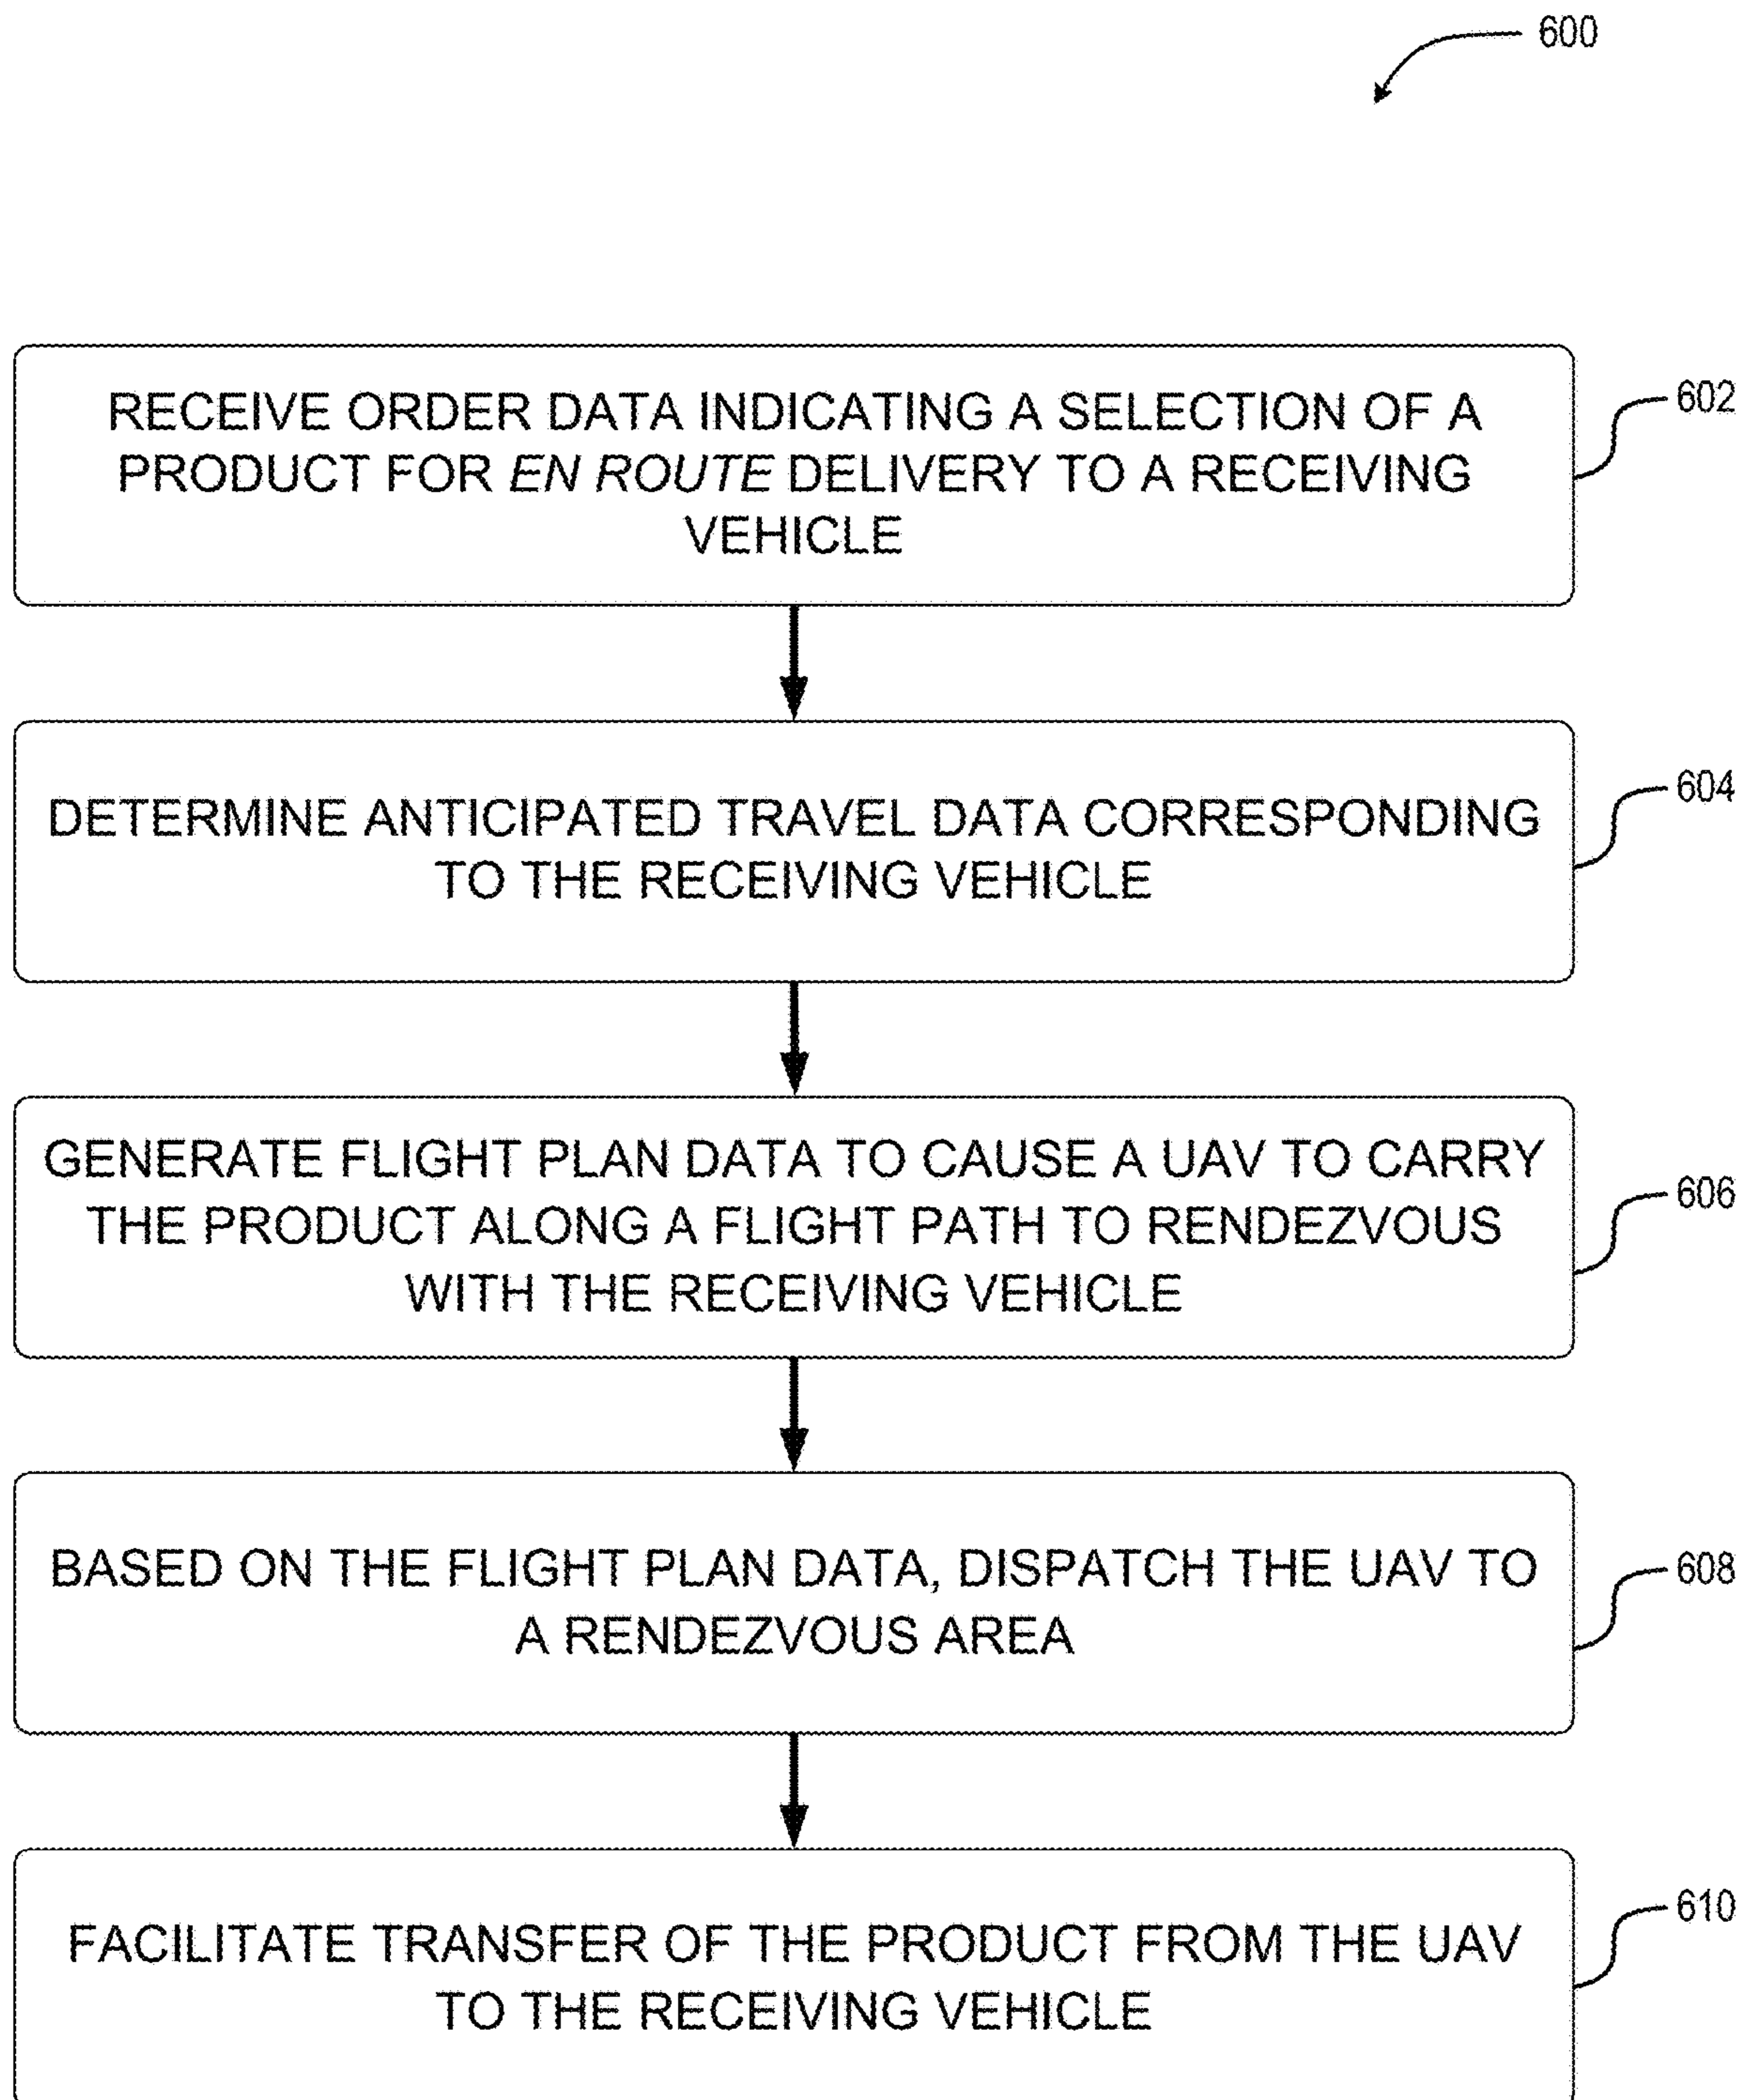 600
RECEIVE ORDER DATA INDICATING A SELECTION OF A
PRODUCT FOR EN ROUTE DELIVERY TO A RECEIVING
VEHICLE
602
DETERMINE ANTICIPATED TRAVEL DATA CORRESPONDING
TO THE RECEIVING VEHICLE
604
GENERATE FLIGHT PLAN DATA TO CAUSE A UAV TO CARRY
THE PRODUCT ALONG A FLIGHT PATH TO RENDEZVOUS
WITH THE RECEIVING VEHICLE
606
BASED ON THE FLIGHT PLAN DATA, DISPATCH THE UAV TO
A RENDEZVOUS AREA
608
FACILITATE TRANSFER OF THE PRODUCT FROM THE UAV
TO THE RECEIVING VEHICLE
610